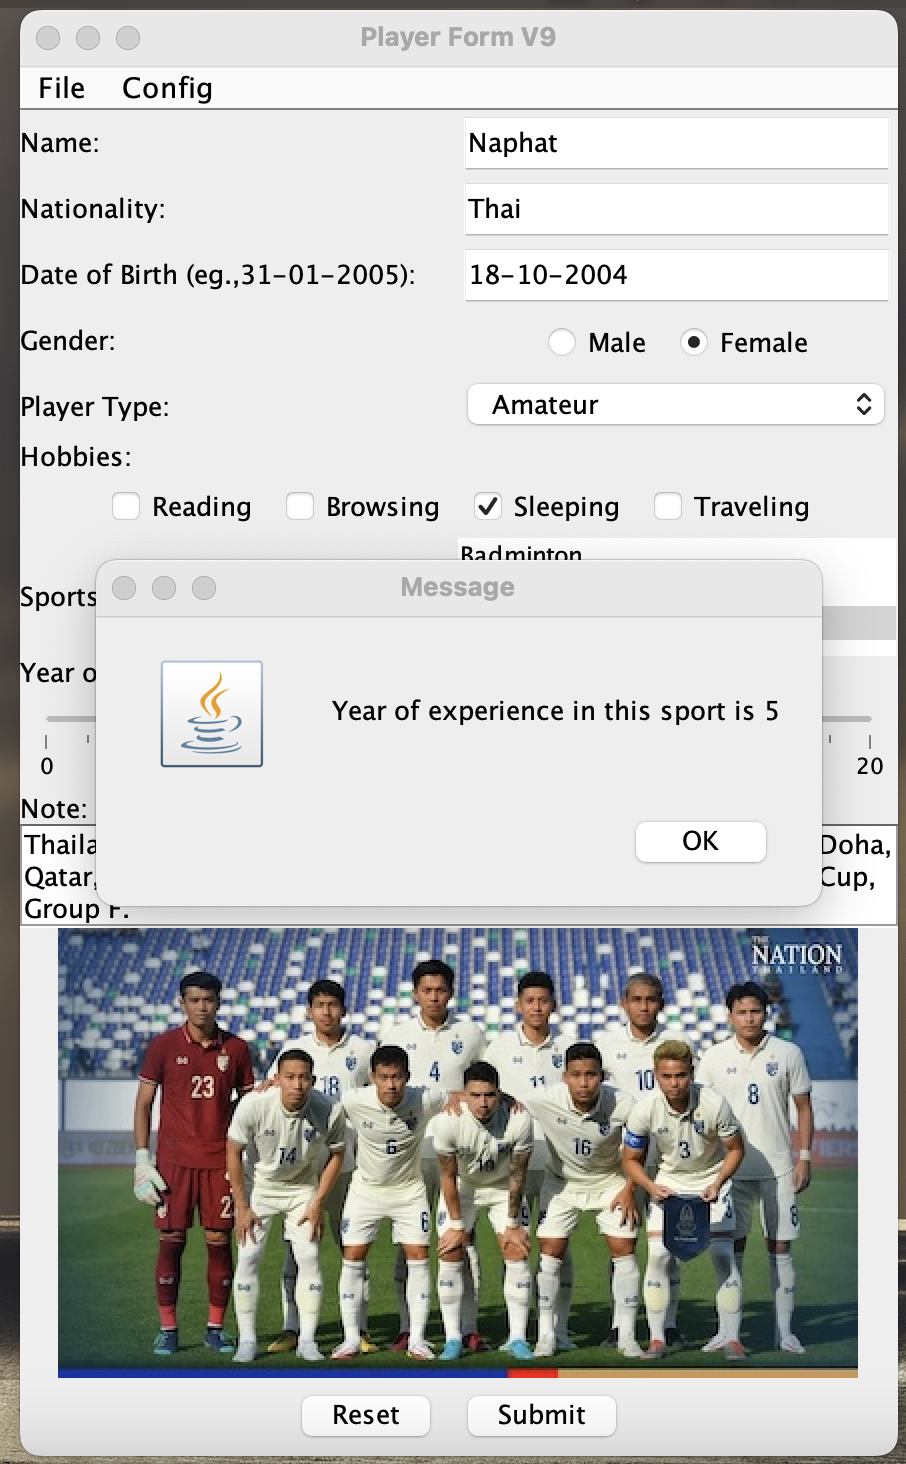 Player Form V9
File Config
Name: Naphat
Nationality: Thai
Date of Birth (eg.,31-01-2005): 18-10-2004
Gender: Male Female
Player Type: Amateur
Hobbies:
Reading Browsing Sleeping Traveling
Badminton
Sports
Message
Year o
Year of experience in this sport is 5
0 20
Note:
OK
Thaila Doha,
Qatar, Cup,
Group F.
THE
NATION
THAILAND
23 18 4 11 10 8
14 6 16 3
Reset Submit